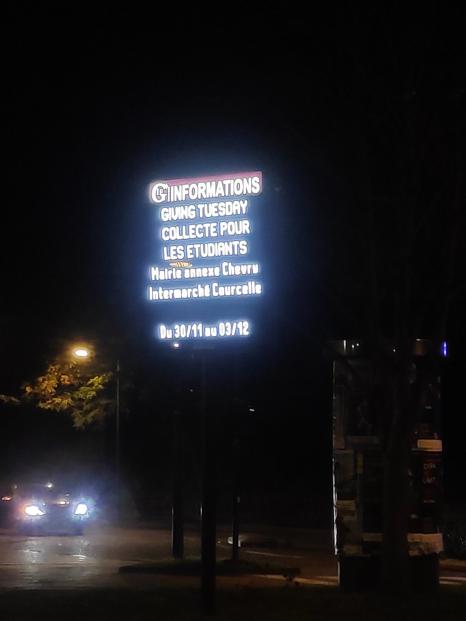 G INFORMATIONS
GIVING TUESDAY
COLLECTE POUR
LES ETUDIANTS
Mairie annexe Chevru
Intermarché Courcelle
Du 30/11 au 03/12